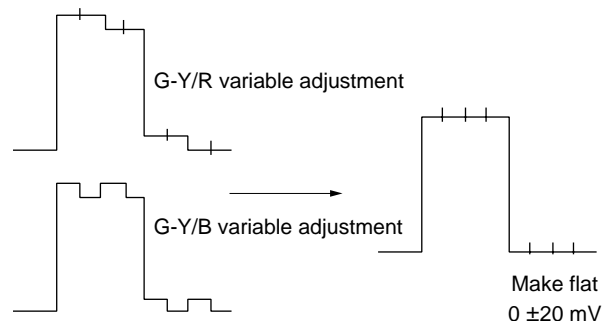 G-Y/R variable adjustment
G-Y/B variable adjustment
Make flat
0 ±20 mV